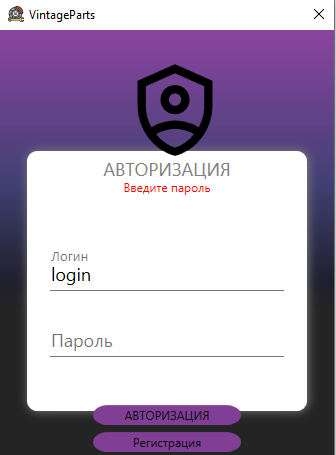 VintageParts
АВТОРИЗАЦИЯ
Введите пароль
Логин
login
Пароль
АВТОРИЗАЦИЯ
Регистрация